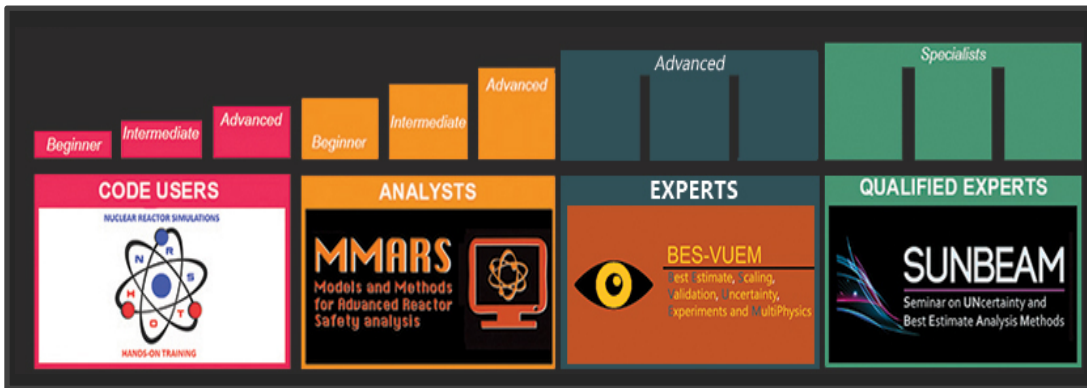 Beginner
Intermediate
Advanced
Beginner
Intermediate
Advanced
Advanced
Specialists
CODE USERS
NUCLEAR REACTOR SIMULATIONS
N R S
H O T
HANDS-ON TRAINING
ANALYSTS
MMARS
Models and Methods
for Advanced Reactor
Safety analysis
EXPERTS
BES-VUEM
Best Estimate, Scaling,
Validation, Uncertainty,
Experiments and MultiPhysics
QUALIFIED EXPERTS
SUNBEAM
Seminar on UNcertainty and
Best Estimate Analysis Methods